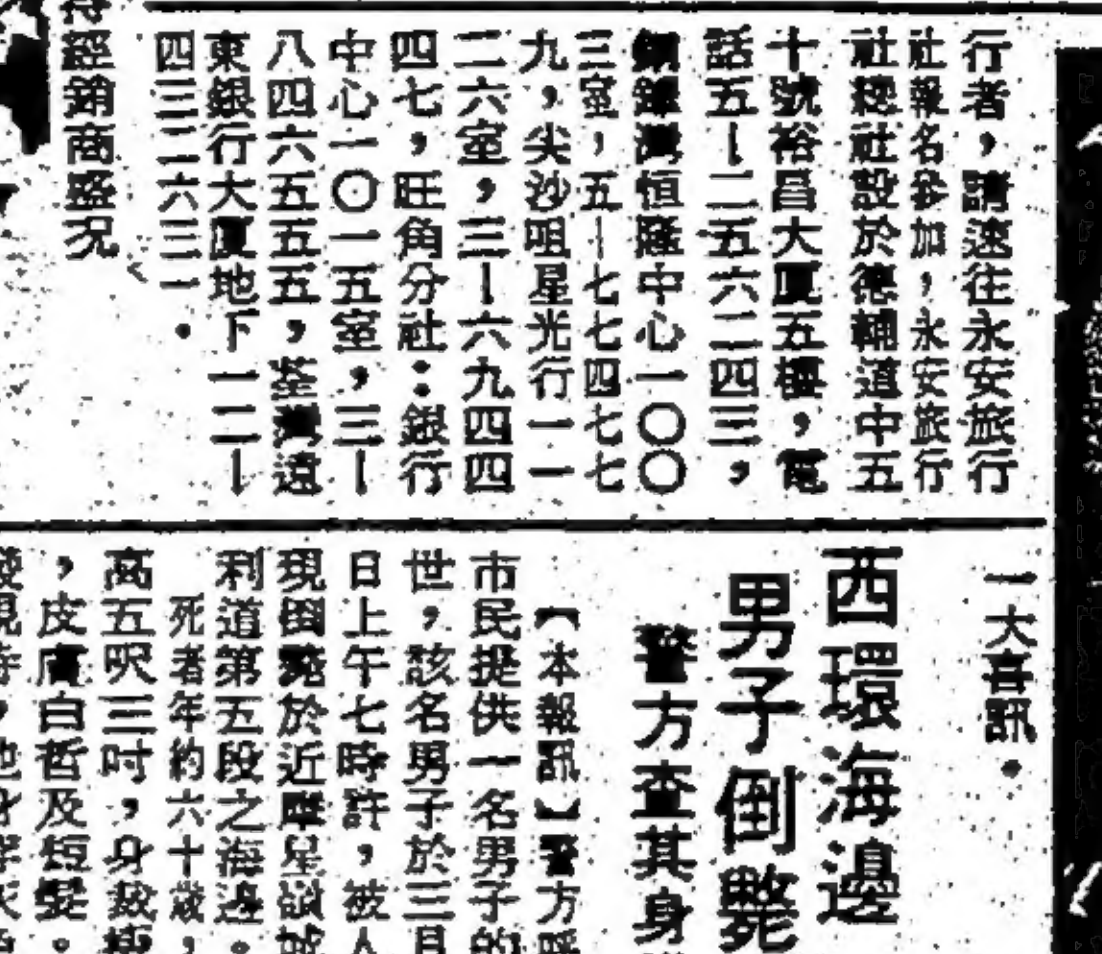 行者，請速往永安旅行
社報名參加，永安旅行
社總社設於德輔道中五
十號裕昌大厦五樓，電
話五—二五六二四三，
銅鑼灣恒隆中心一〇〇
三室，五—七七四七七
九，尖沙咀星光行一一
二六室，三—六九四四
四七，旺角分社：銀行
中心一〇一五室，三—
八四六五五五，荃灣遠
東銀行大厦地下一二—
四三二六三一。
經銷商盛况
一大喜訊。
西環海邊
男子倒斃
警方查其身
【本報訊】警方
市民提供一名男子的
世，該名男子於三月
日上午七時許，被人
現倒斃於近摩星嶺域
利道第五段之海邊。
死者年約六十歲，
高五呎三吋，身裁
，皮膚白晳及短髮。